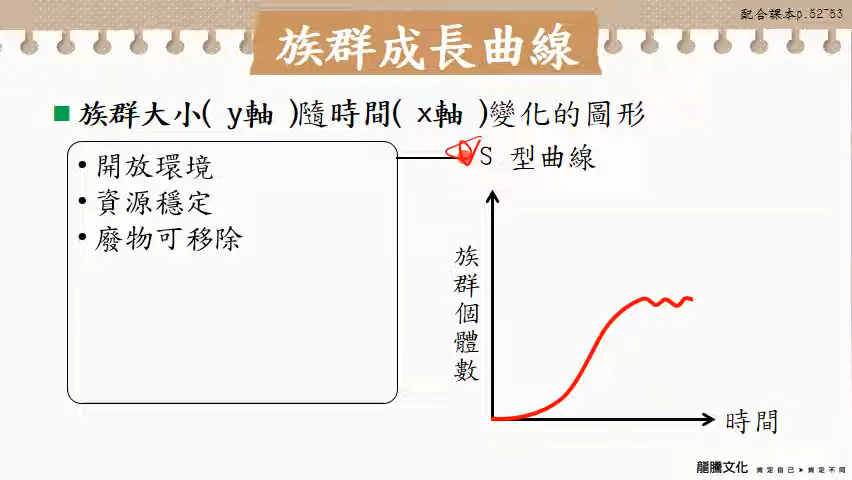 配合課本p.52~53
族群成長曲線
■ 族群大小( y軸 )隨時間( x軸 )變化的圖形
• 開放環境
• 資源穩定
• 廢物可移除
S 型曲線
族群個體數
時間
龍騰文化 肯定自己▶肯定不同